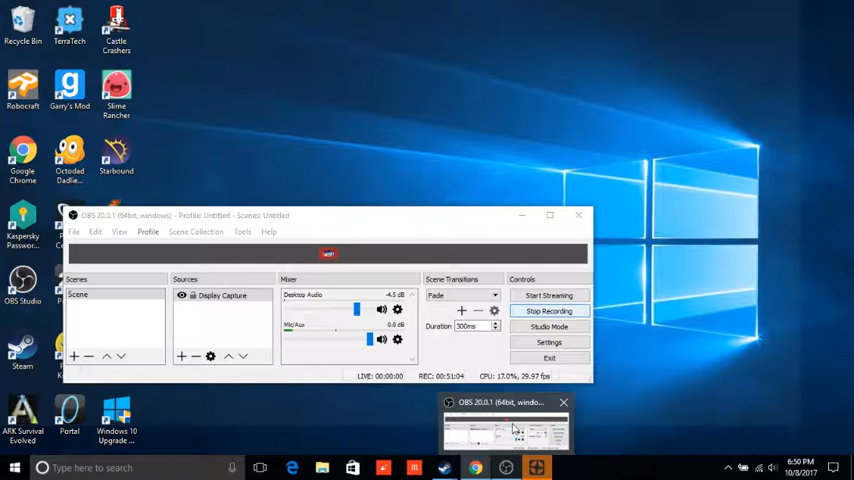 Recycle Bin
TerraTech
Castle
Crashers
Robocraft
Garry's Mod
Slime
Rancher
Google
Chrome
Octodad
Dadlie...
Starbound
Kaspersky
Passwor...
OBS Studio
Steam
ARK Survival
Evolved
Portal
Windows 10
Upgrade ...
OBS 20.0.1 (64bit, windows) - Profile: Untitled - Scenes: Untitled
File Edit View Profile Scene Collection Tools Help
Scenes Sources Mixer Scene Transitions Controls
Scene
Display Capture
Desktop Audio -4.5 dB
Mic/Aux 0.0 dB
Fade
Duration 300ms
Start Streaming
Stop Recording
Studio Mode
Settings
Exit
LIVE: 00:00:00 REC: 00:51:04 CPU: 17.0%, 29.97 fps
OBS 20.0.1 (64bit, windo...
Type here to search
6:50 PM
10/8/2017